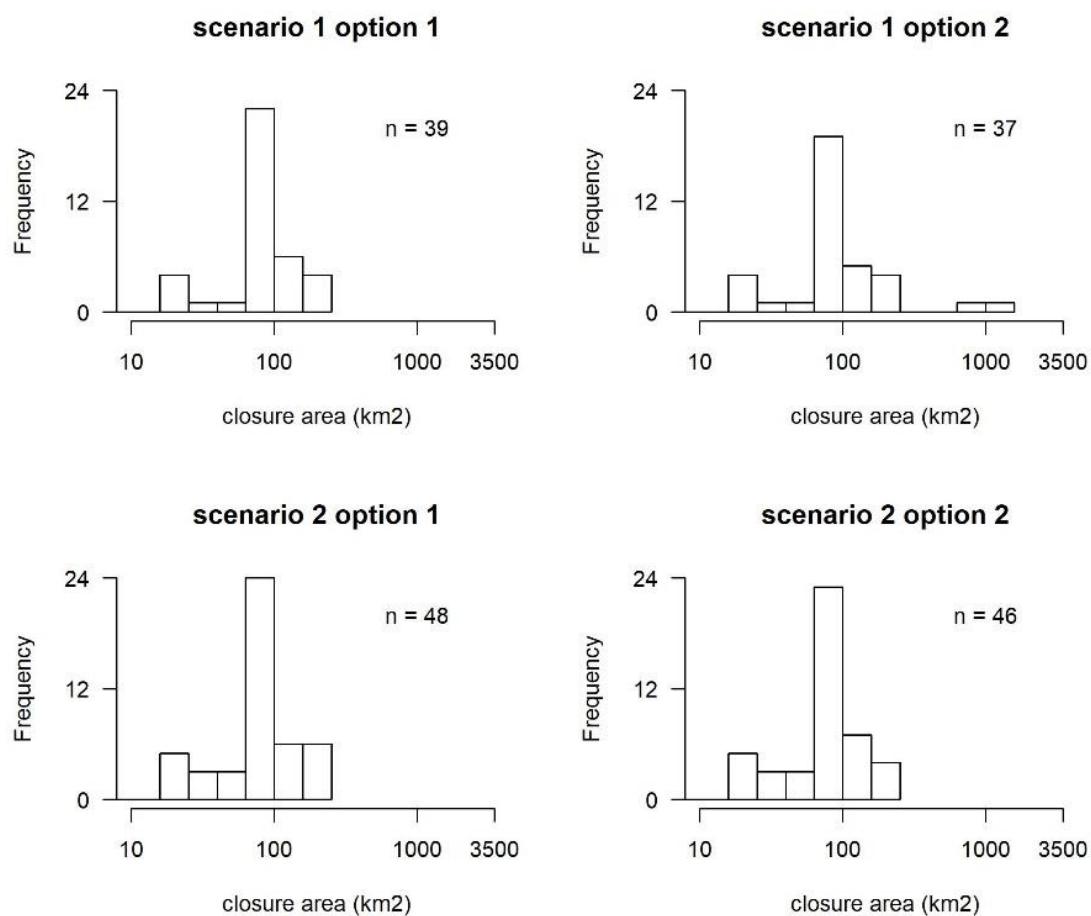 scenario 1 option 1
24
12
0
Frequency
n = 39
10 100 1000 3500
closure area (km2)
scenario 1 option 2
24
12
0
Frequency
n = 37
10 100 1000 3500
closure area (km2)
scenario 2 option 1
24
12
0
Frequency
n = 48
10 100 1000 3500
closure area (km2)
scenario 2 option 2
24
12
0
Frequency
n = 46
10 100 1000 3500
closure area (km2)